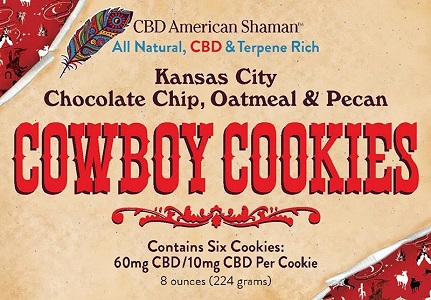 CBD American Shaman™
All Natural, CBD & Terpene Rich
Kansas City
Chocolate Chip, Oatmeal & Pecan
COWBOY COOKIES
Contains Six Cookies:
60mg CBD/10mg CBD Per Cookie
8 ounces (224 grams)